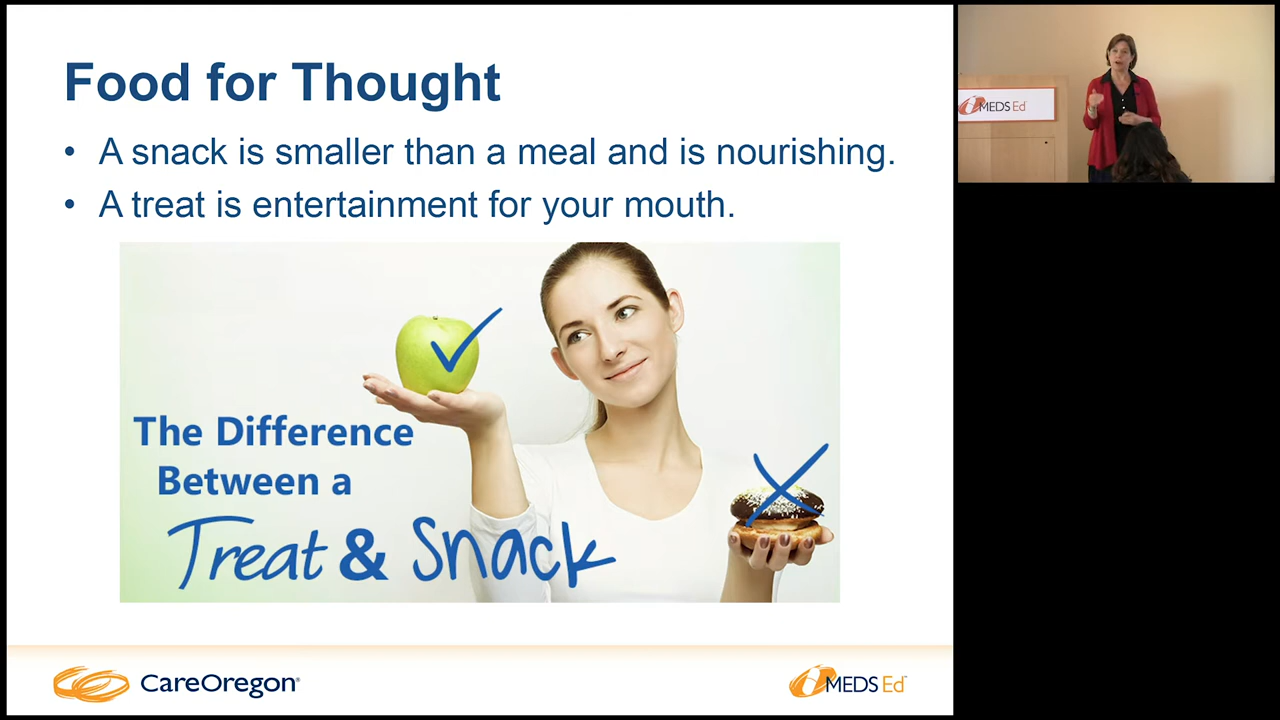 Food for Thought
• A snack is smaller than a meal and is nourishing.
• A treat is entertainment for your mouth.
The Difference
Between a
Treat & Snack
CareOregon®
MEDS Ed
MEDS Ed